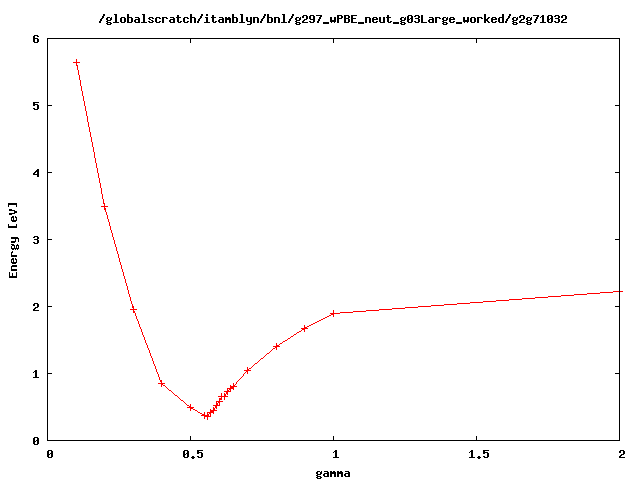 /globalscratch/itamblyn/bnl/g297_wPBE_neut_g03Large_worked/g2g71032
6
5
4
3
2
1
0
Energy [eV]
0 0.5 1 1.5 2
gamma